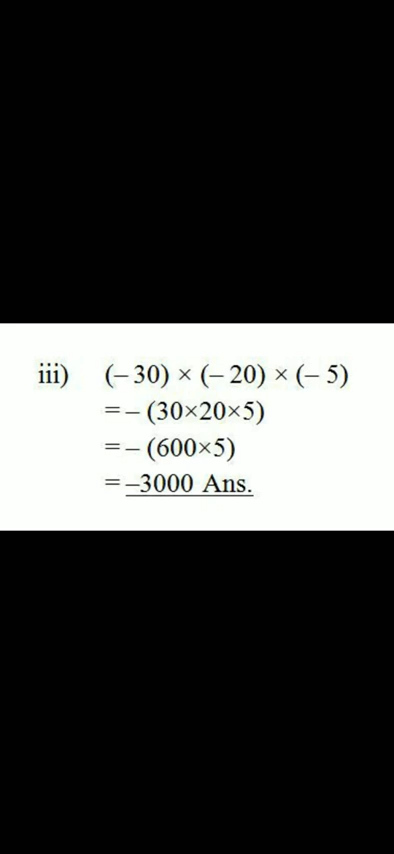 iii) (– 30) × (– 20) × (– 5)
= – (30×20×5)
= – (600×5)
= –3000 Ans.